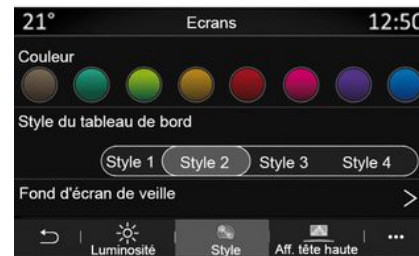 21° Ecrans 12:50
Couleur
Style du tableau de bord
Style 1 Style 2 Style 3 Style 4
Fond d'écran de veille >
Luminosité Style Aff. tête haute ...